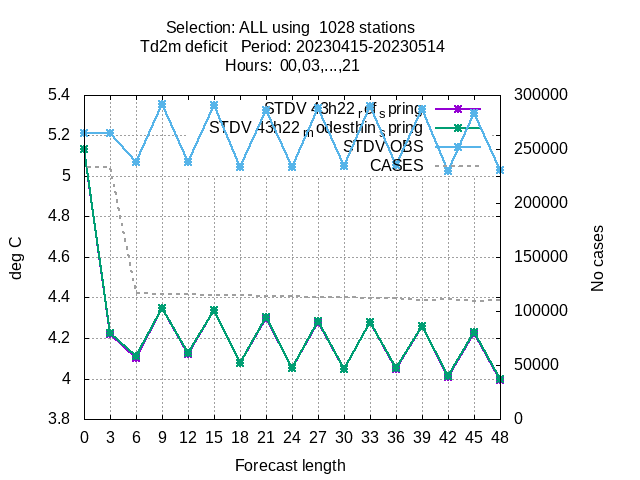 Selection: ALL using  1028 stations
Td2m deficit   Period: 20230415-20230514
Hours:  00,03,...,21
STDV 43h22_ref_spring
STDV 43h22_modesthin_spring
STDV OBS
CASES
5.4
5.2
5
4.8
4.6
4.4
4.2
4
3.8
deg C
300000
250000
200000
150000
100000
50000
0
No cases
0 3 6 9 12 15 18 21 24 27 30 33 36 39 42 45 48
Forecast length